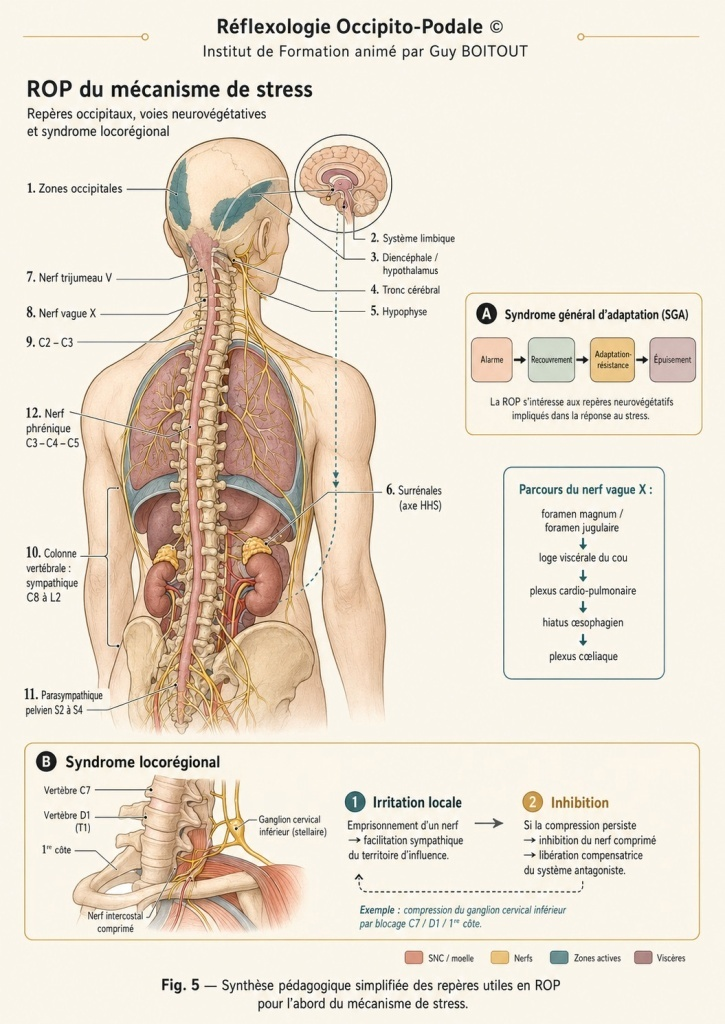 Réflexologie Occipito-Podale ©
Institut de Formation animé par Guy BOITOUT
ROP du mécanisme de stress
Repères occipitaux, voies neurovégétatives
et syndrome locorégional
1. Zones occipitales
2. Système limbique
3. Diencéphale /
hypothalamus
4. Tronc cérébral
5. Hypophyse
7. Nerf trijumeau V
8. Nerf vague X
9. C2 – C3
12. Nerf
phrénique
C3 – C4 – C5
6. Surrénales
(axe HHS)
10. Colonne
vertébrale :
sympathique
C8 à L2
11. Parasympathique
pelvien S2 à S4
A Syndrome général d'adaptation (SGA)
Alarme
Recouvrement
Adaptation-
résistance
Épuisement
La ROP s'intéresse aux repères neurovégétatifs
impliqués dans la réponse au stress.
Parcours du nerf vague X :
foramen magnum /
foramen jugulaire
loge viscérale du cou
plexus cardio-pulmonaire
hiatus œsophagien
plexus cœliaque
B Syndrome locorégional
Vertèbre C7
Vertèbre D1
(T1)
1re côte
Nerf intercostal
comprimé
Ganglion cervical
inférieur (stellaire)
1 Irritation locale
Emprisonnement d'un nerf
→ facilitation sympathique
du territoire d'influence.
2 Inhibition
Si la compression persiste
→ inhibition du nerf comprimé
→ libération compensatrice
du système antagoniste.
Exemple : compression du ganglion cervical inférieur
par blocage C7 / D1 / 1re côte.
SNC / moelle
Nerfs
Zones actives
Viscères
Fig. 5 — Synthèse pédagogique simplifiée des repères utiles en ROP
pour l'abord du mécanisme de stress.